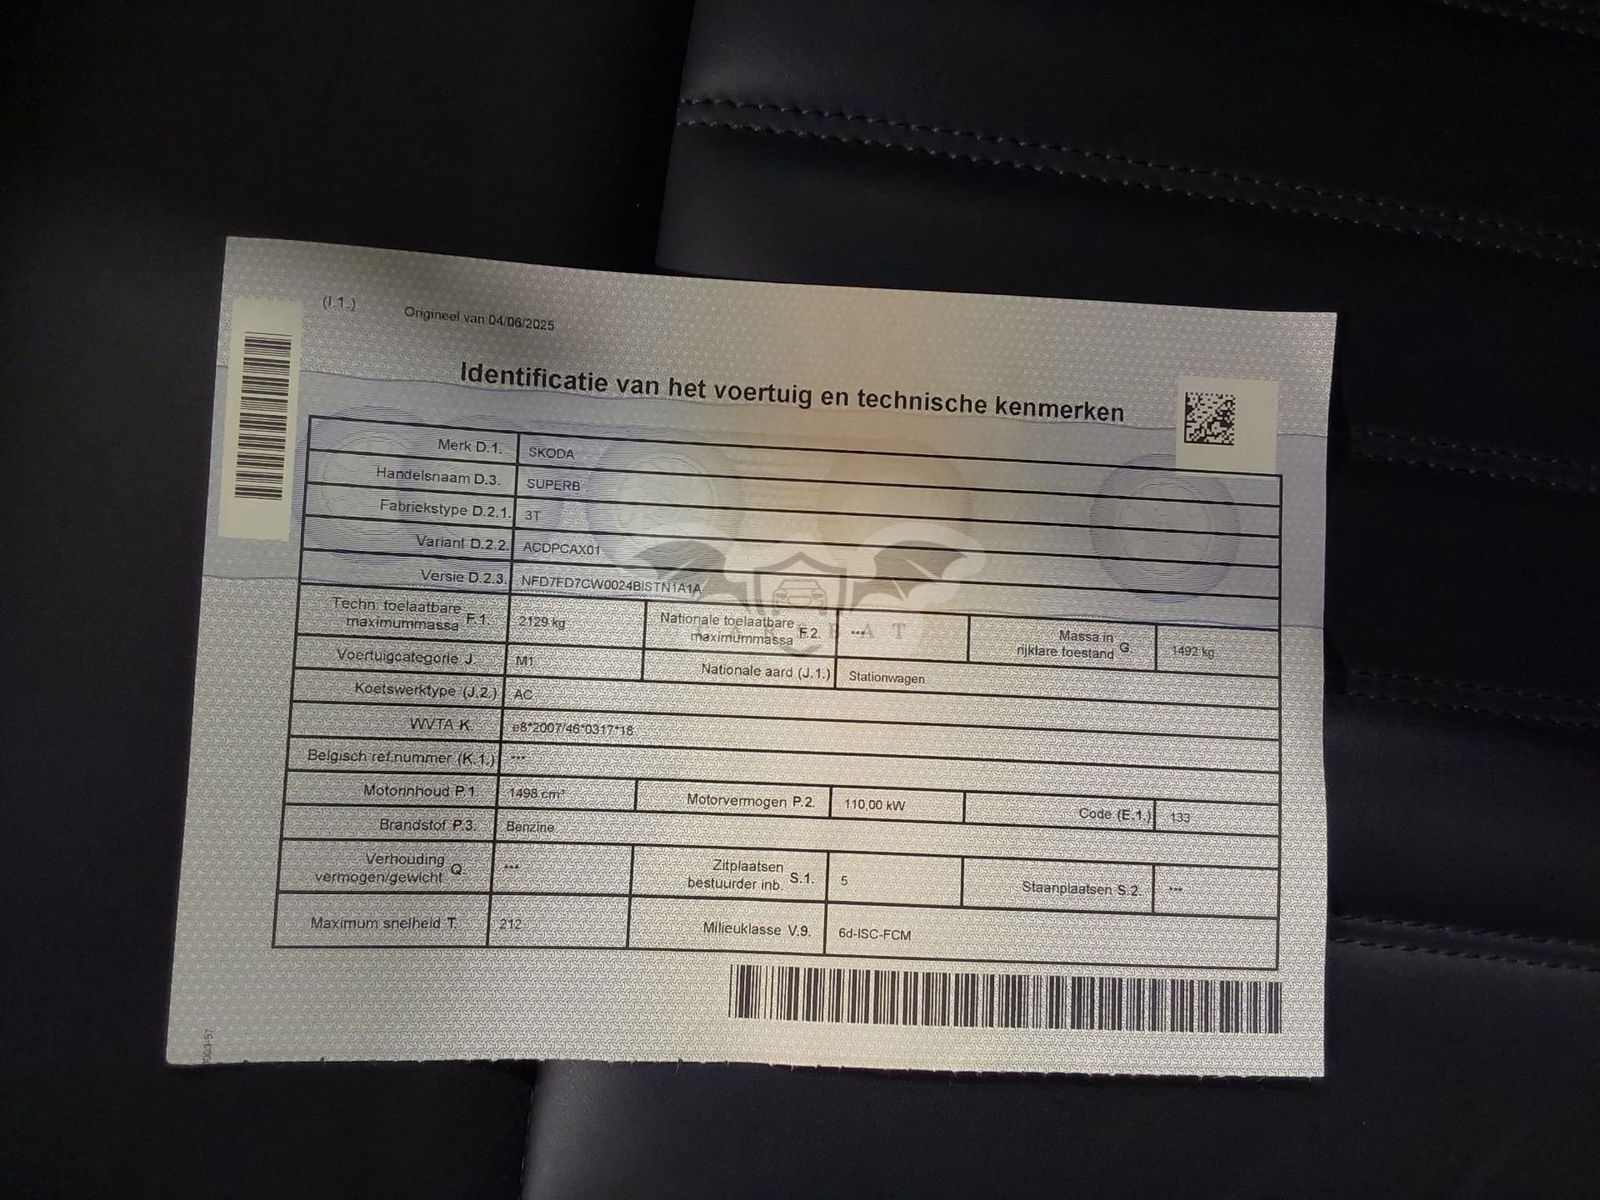 (I.1.) Origineel van 04/06/2025
Identificatie van het voertuig en technische kenmerken
Merk D.1. SKODA
Handelsnaam D.3. SUPERB
Fabriekstype D.2.1. 3T
Variant D.2.2. ACDPCAX01
Versie D.2.3. NFD7FD7CW0024BISTN1A1A
Techn. toelaatbare maximummassa F.1. 2129 kg Nationale toelaatbare maximummassa F.2. *** Massa in rijklare toestand G. 1492 kg
Voertuigcategorie J. M1 Nationale aard (J.1.) Stationwagen
Koetswerktype (J.2.) AC
WVTA K. e8*2007/46*0317*18
Belgisch ref.nummer (K.1.) ***
Motorinhoud P.1. 1498 cm³ Motorvermogen P.2. 110,00 kW Code (E.1.) 133
Brandstof P.3. Benzine
Verhouding vermogen/gewicht Q. *** Zitplaatsen bestuurder inb. S.1. 5 Staanplaatsen S.2. ***
Maximum snelheid T. 212 Milieuklasse V.9. 6d-ISC-FCM